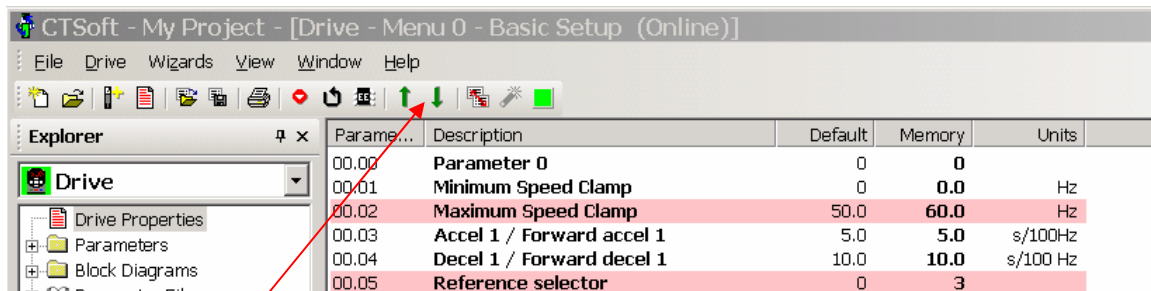 CTSoft - My Project - [Drive - Menu 0 - Basic Setup (Online)]
File Drive Wizards View Window Help
Explorer
Drive
Drive Properties
Parameters
Block Diagrams
Parame... Description Default Memory Units
00.00 Parameter 0 0 0
00.01 Minimum Speed Clamp 0 0.0 Hz
00.02 Maximum Speed Clamp 50.0 60.0 Hz
00.03 Accel 1 / Forward accel 1 5.0 5.0 s/100Hz
00.04 Decel 1 / Forward decel 1 10.0 10.0 s/100 Hz
00.05 Reference selector 0 3